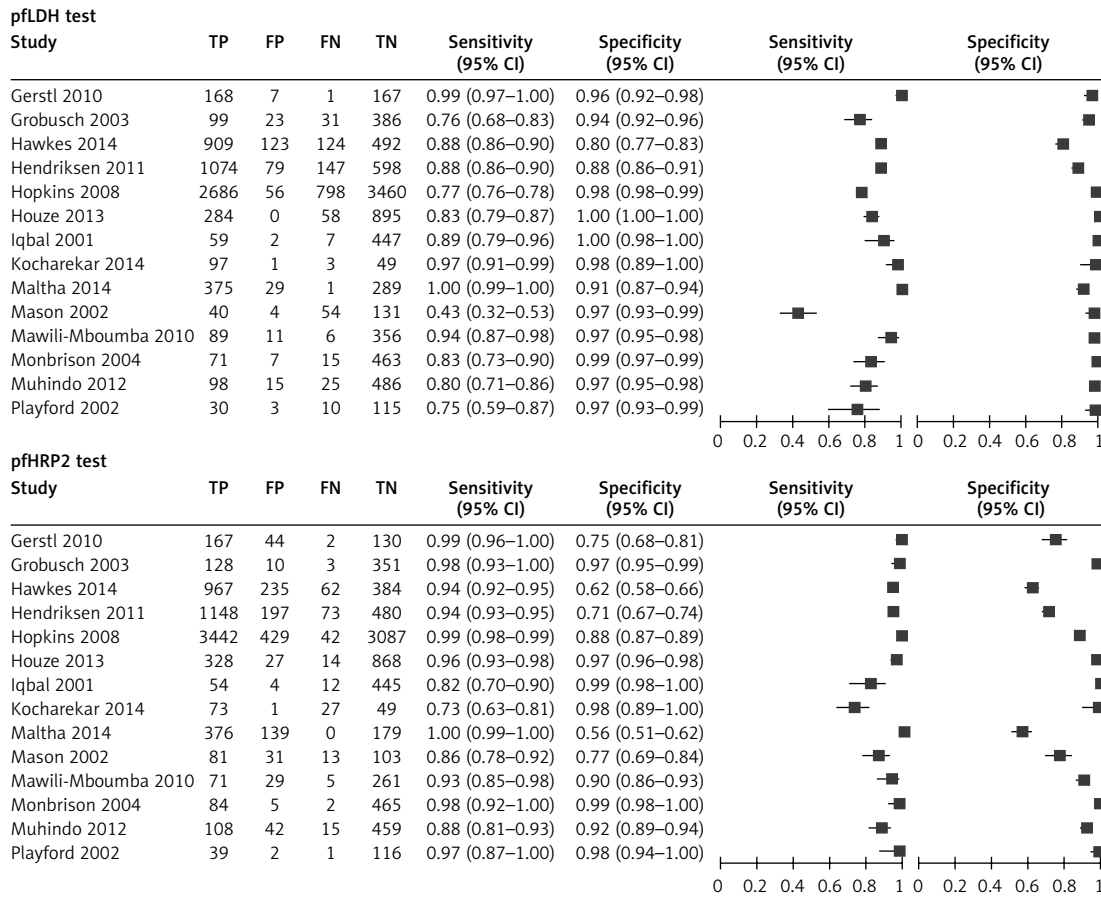 pfLDH test
Study TP FP FN TN Sensitivity (95% CI) Specificity (95% CI) Sensitivity Specificity
Gerstl 2010 168 7 1 167 0.99 (0.97–1.00) 0.96 (0.92–0.98)
Grobusch 2003 99 23 31 386 0.76 (0.68–0.83) 0.94 (0.92–0.96)
Hawkes 2014 909 123 124 492 0.88 (0.86–0.90) 0.80 (0.77–0.83)
Hendriksen 2011 1074 79 147 598 0.88 (0.86–0.90) 0.88 (0.86–0.91)
Hopkins 2008 2686 56 798 3460 0.77 (0.76–0.78) 0.98 (0.98–0.99)
Houze 2013 284 0 58 895 0.83 (0.79–0.87) 1.00 (1.00–1.00)
Iqbal 2001 59 2 7 447 0.89 (0.79–0.96) 1.00 (0.98–1.00)
Kocharekar 2014 97 1 3 49 0.97 (0.91–0.99) 0.98 (0.89–1.00)
Maltha 2014 375 29 1 289 1.00 (0.99–1.00) 0.91 (0.87–0.94)
Mason 2002 40 4 54 131 0.43 (0.32–0.53) 0.97 (0.93–0.99)
Mawili-Mboumba 2010 89 11 6 356 0.94 (0.87–0.98) 0.97 (0.95–0.98)
Monbrison 2004 71 7 15 463 0.83 (0.73–0.90) 0.99 (0.97–0.99)
Muhindo 2012 98 15 25 486 0.80 (0.71–0.86) 0.97 (0.95–0.98)
Playford 2002 30 3 10 115 0.75 (0.59–0.87) 0.97 (0.93–0.99)
0 0.2 0.4 0.6 0.8 1 0 0.2 0.4 0.6 0.8 1
pfHRP2 test
Study TP FP FN TN Sensitivity (95% CI) Specificity (95% CI) Sensitivity Specificity
Gerstl 2010 167 44 2 130 0.99 (0.96–1.00) 0.75 (0.68–0.81)
Grobusch 2003 128 10 3 351 0.98 (0.93–1.00) 0.97 (0.95–0.99)
Hawkes 2014 967 235 62 384 0.94 (0.92–0.95) 0.62 (0.58–0.66)
Hendriksen 2011 1148 197 73 480 0.94 (0.93–0.95) 0.71 (0.67–0.74)
Hopkins 2008 3442 429 42 3087 0.99 (0.98–0.99) 0.88 (0.87–0.89)
Houze 2013 328 27 14 868 0.96 (0.93–0.98) 0.97 (0.96–0.98)
Iqbal 2001 54 4 12 445 0.82 (0.70–0.90) 0.99 (0.98–1.00)
Kocharekar 2014 73 1 27 49 0.73 (0.63–0.81) 0.98 (0.89–1.00)
Maltha 2014 376 139 0 179 1.00 (0.99–1.00) 0.56 (0.51–0.62)
Mason 2002 81 31 13 103 0.86 (0.78–0.92) 0.77 (0.69–0.84)
Mawili-Mboumba 2010 71 29 5 261 0.93 (0.85–0.98) 0.90 (0.86–0.93)
Monbrison 2004 84 5 2 465 0.98 (0.92–1.00) 0.99 (0.98–1.00)
Muhindo 2012 108 42 15 459 0.88 (0.81–0.93) 0.92 (0.89–0.94)
Playford 2002 39 2 1 116 0.97 (0.87–1.00) 0.98 (0.94–1.00)
0 0.2 0.4 0.6 0.8 1 0 0.2 0.4 0.6 0.8 1